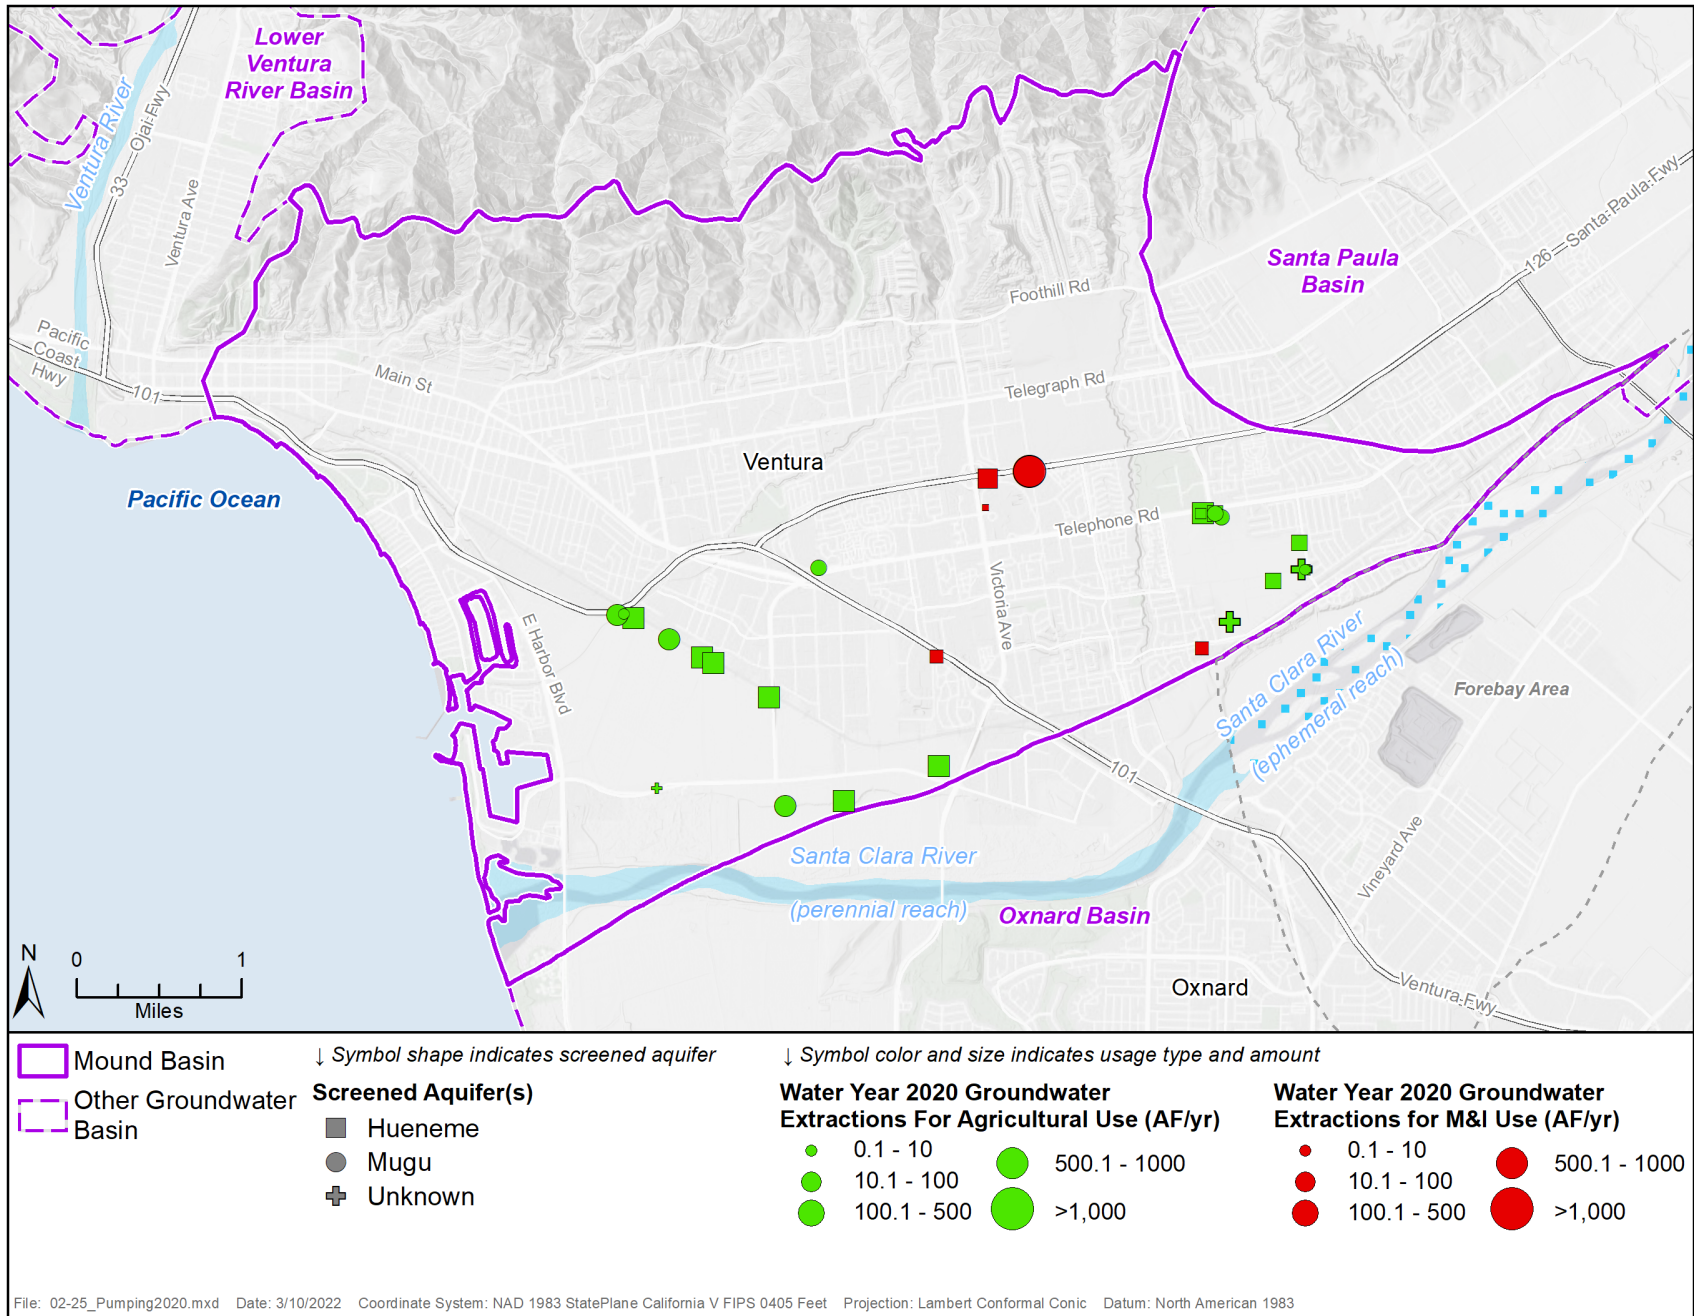 Lower
Ventura
River Basin
Ventura River
Ojai Fwy
33
Ventura Ave
Santa Paula Fwy
126
Santa Paula
Basin
Foothill Rd
Pacific
Coast
Hwy
101
Main St
Telegraph Rd
Ventura
Pacific Ocean
Telephone Rd
Victoria Ave
E Harbor Blvd
Santa Clara River
(ephemeral reach)
Forebay Area
101
Vineyard Ave
Santa Clara River
(perennial reach)
Oxnard Basin
Oxnard
Ventura Fwy
N
0 1
Miles
Mound Basin
Other Groundwater
Basin
↓ Symbol shape indicates screened aquifer
Screened Aquifer(s)
Hueneme
Mugu
Unknown
↓ Symbol color and size indicates usage type and amount
Water Year 2020 Groundwater
Extractions For Agricultural Use (AF/yr)
0.1 - 10
10.1 - 100
100.1 - 500
500.1 - 1000
>1,000
Water Year 2020 Groundwater
Extractions for M&I Use (AF/yr)
0.1 - 10
10.1 - 100
100.1 - 500
500.1 - 1000
>1,000
File: 02-25_Pumping2020.mxd Date: 3/10/2022 Coordinate System: NAD 1983 StatePlane California V FIPS 0405 Feet Projection: Lambert Conformal Conic Datum: North American 1983